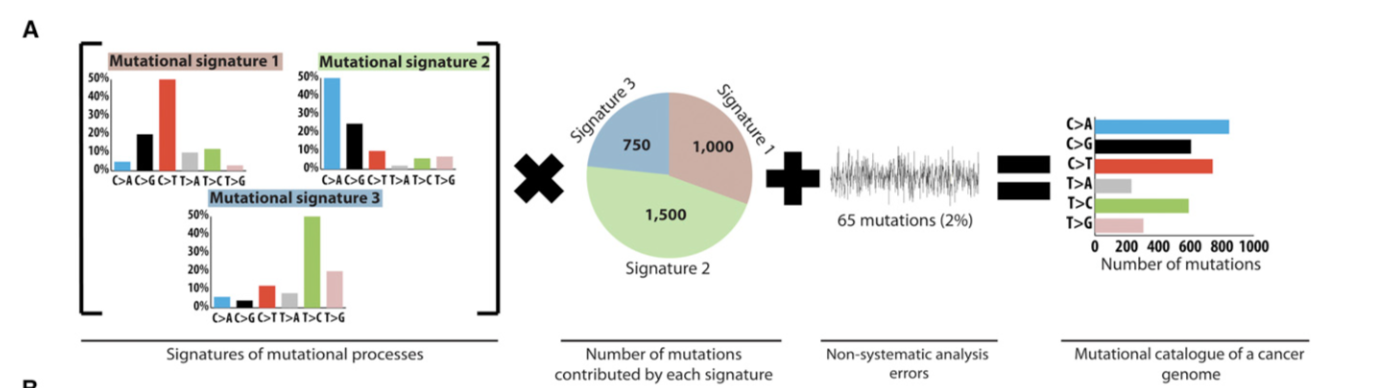 A
Mutational signature 1
50%
40%
30%
20%
10%
0%
C>A C>G C>T T>A T>C T>G
Mutational signature 2
50%
40%
30%
20%
10%
0%
C>A C>G C>T T>A T>C T>G
Mutational signature 3
50%
40%
30%
20%
10%
0%
C>A C>G C>T T>A T>C T>G
Signatures of mutational processes
Signature 3
Signature 1
750
1,000
1,500
Signature 2
Number of mutations
contributed by each signature
65 mutations (2%)
Non-systematic analysis
errors
C>A
C>G
C>T
T>A
T>C
T>G
0 200 400 600 800 1000
Number of mutations
Mutational catalogue of a cancer
genome